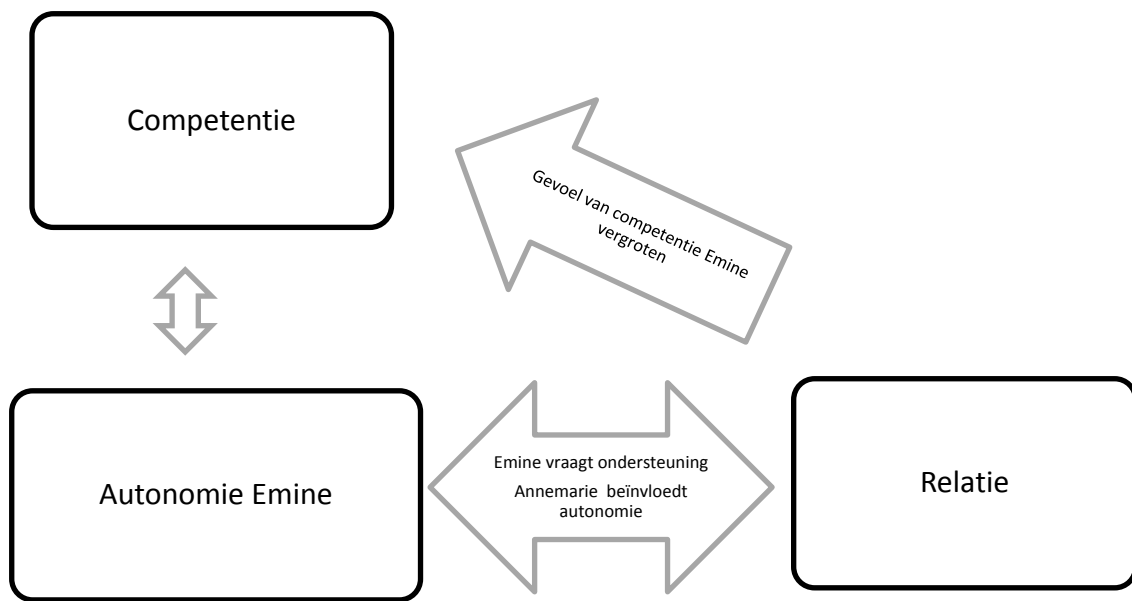 Competentie
Gevoel van competentie Emine
vergroten
Autonomie Emine
Emine vraagt ondersteuning
Annemarie beïnvloedt
autonomie
Relatie